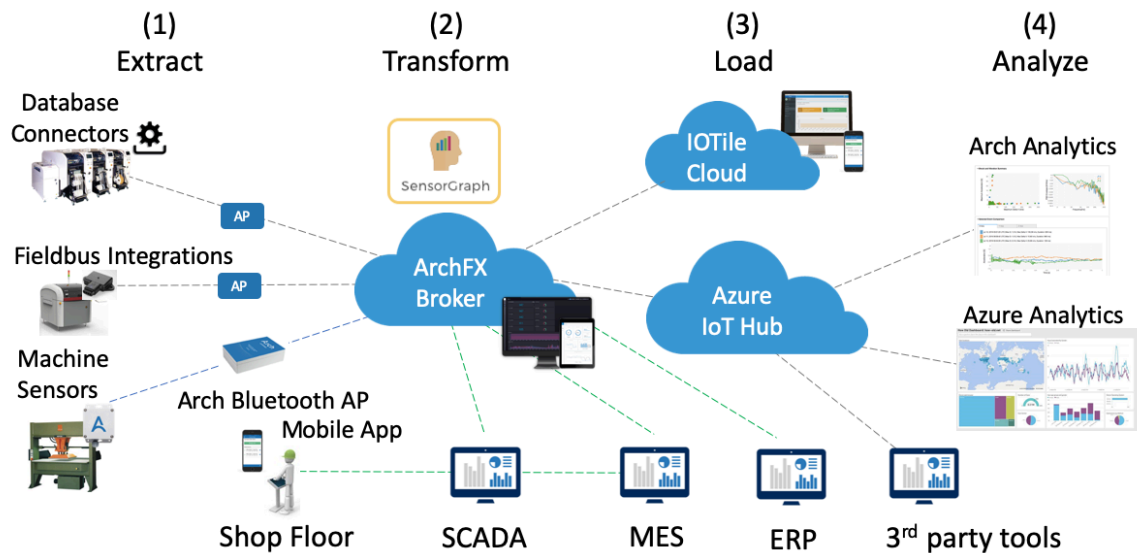 (1)
Extract
(2)
Transform
(3)
Load
(4)
Analyze
Database
Connectors
AP
Fieldbus Integrations
AP
Machine
Sensors
Arch
A
Arch Bluetooth AP
Mobile App
SensorGraph
ArchFX
Broker
IOTile
Cloud
Azure
IoT Hub
Arch Analytics
Azure Analytics
Shop Floor
SCADA
MES
ERP
3rd party tools